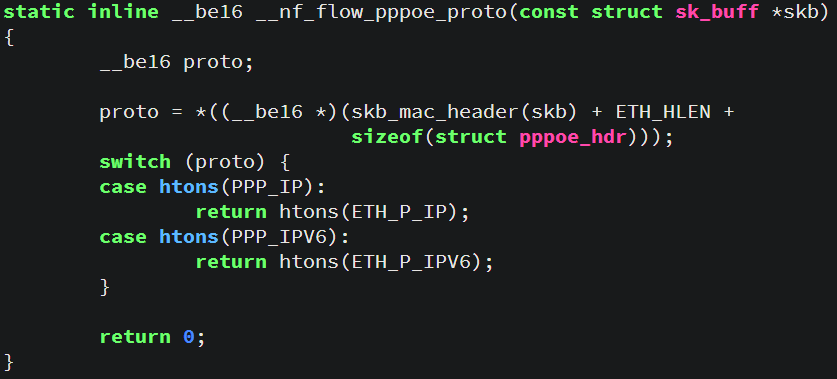 static inline __be16 __nf_flow_pppoe_proto(const struct sk_buff *skb)
{
        __be16 proto;

        proto = *((__be16 *)(skb_mac_header(skb) + ETH_HLEN +
                             sizeof(struct pppoe_hdr)));
        switch (proto) {
        case htons(PPP_IP):
                return htons(ETH_P_IP);
        case htons(PPP_IPV6):
                return htons(ETH_P_IPV6);
        }

        return 0;
}